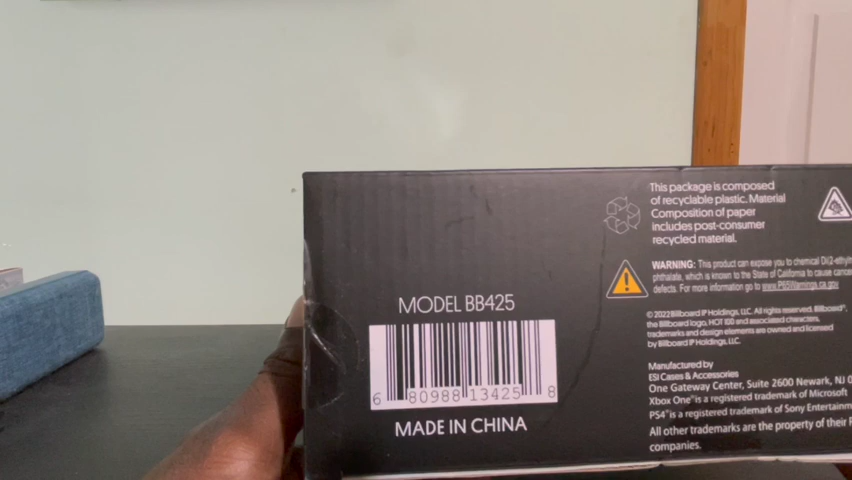 MODEL BB425
6 80988 13425 8
MADE IN CHINA
This package is composed
of recyclable plastic. Material
Composition of paper
includes post-consumer
recycled material.
WARNING: This product can expose you to chemical Di(2-ethylh
phthalate, which is known to the State of California to cause cance
defects. For more information go to www.P65Warnings.ca.gov
©2022 Billboard IP Holdings, LLC. All rights reserved, Billboard®,
the Billboard logo, HOT 100 and associated characters,
trademarks and design elements are owned and licensed
by Billboard IP Holdings, LLC.
Manufactured by
ESI Cases & Accessories
One Gateway Center, Suite 2600 Newark, NJ 0
Xbox One™ is a registered trademark of Microsoft
PS4™ is a registered trademark of Sony Entertainm
All other trademarks are the property of their
companies.